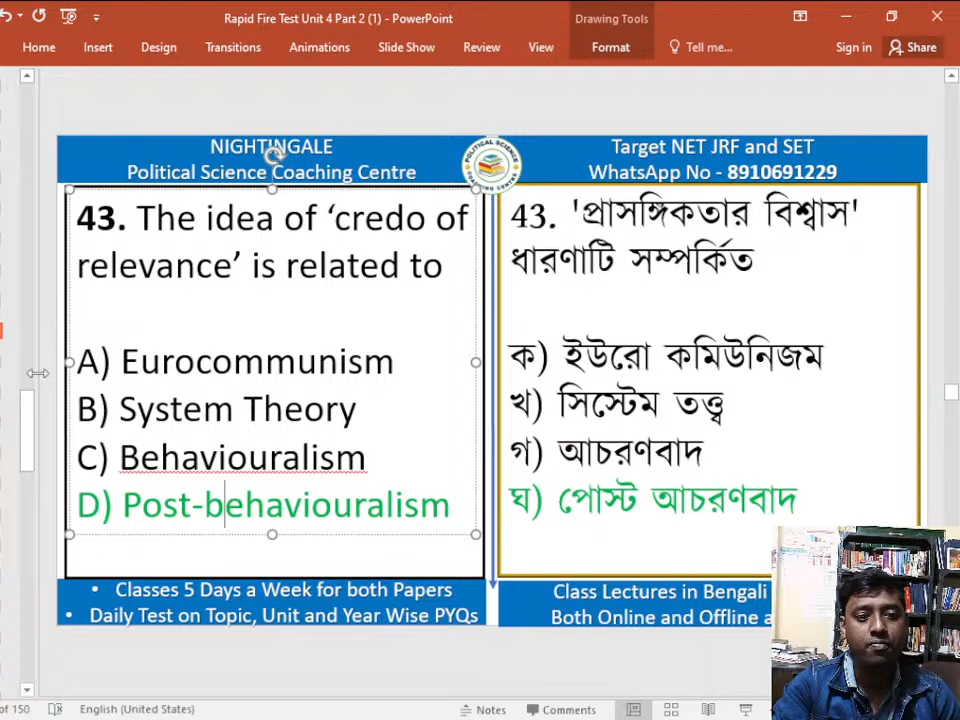 Rapid Fire Test Unit 4 Part 2 (1) - PowerPoint
Drawing Tools
Home Insert Design Transitions Animations Slide Show Review View Format Tell me... Sign in Share
NIGHTINGALE
Political Science Coaching Centre
POLITICAL SCIENCE
COACHING CENTRE
Target NET JRF and SET
WhatsApp No - 8910691229
43. The idea of ‘credo of
relevance’ is related to
A) Eurocommunism
B) System Theory
C) Behaviouralism
D) Post-behaviouralism
43. 'প্রাসঙ্গিকতার বিশ্বাস'
ধারণাটি সম্পর্কিত
ক) ইউরো কমিউনিজম
খ) সিস্টেম তত্ত্ব
গ) আচরণবাদ
ঘ) পোস্ট আচরণবাদ
• Classes 5 Days a Week for both Papers
• Daily Test on Topic, Unit and Year Wise PYQs
Class Lectures in Bengali
Both Online and Offline a
of 150 English (United States) Notes Comments